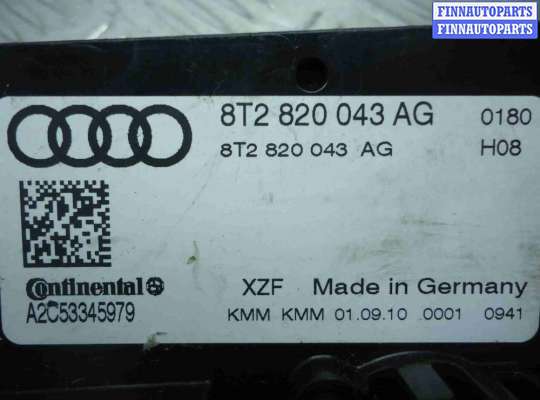 FINNAUTOPARTS
FINNAUTOPARTS
8T2 820 043 AG 0180
8T2 820 043 AG H08
Continental
A2C53345979
XZF Made in Germany
KMM KMM 01.09.10 0001 0941